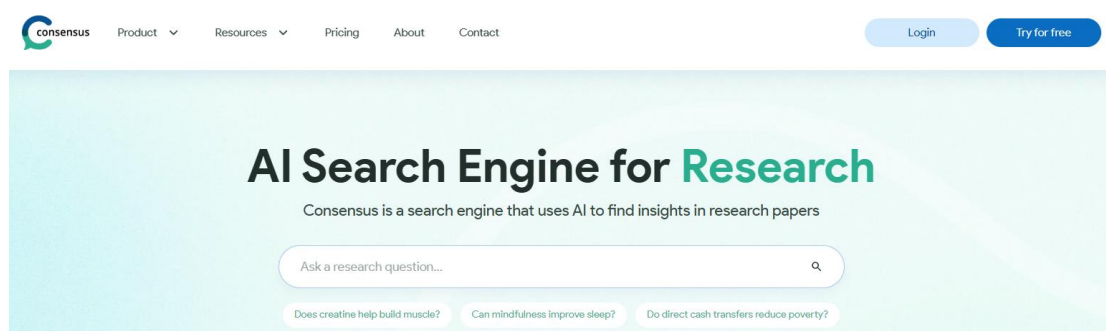 consensus Product Resources Pricing About Contact Login Try for free
AI Search Engine for Research
Consensus is a search engine that uses AI to find insights in research papers
Ask a research question...
Does creatine help build muscle? Can mindfulness improve sleep? Do direct cash transfers reduce poverty?